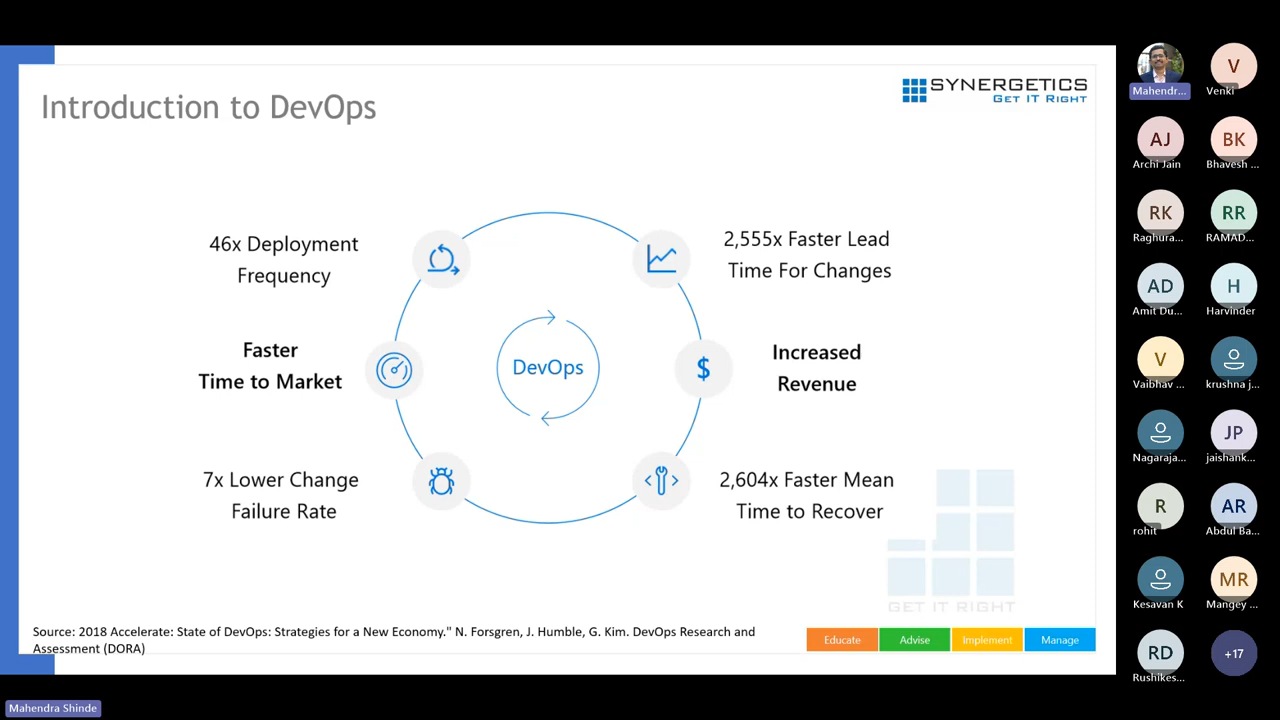 Introduction to DevOps
SYNERGETICS
GET IT RIGHT
46x Deployment
Frequency
2,555x Faster Lead
Time For Changes
Faster
Time to Market
DevOps
$
Increased
Revenue
7x Lower Change
Failure Rate
2,604x Faster Mean
Time to Recover
GET IT RIGHT
Source: 2018 Accelerate: State of DevOps: Strategies for a New Economy." N. Forsgren, J. Humble, G. Kim. DevOps Research and
Assessment (DORA)
Educate
Advise
Implement
Manage
Mahendr...
V
Venki
AJ
Archi Jain
BK
Bhavesh ...
RK
Raghura...
RR
RAMAD...
AD
Amit Du...
H
Harvinder
V
Vaibhav ...
krushna j...
Nagaraja...
JP
jaishank...
R
rohit
AR
Abdul Ba...
Kesavan K
MR
Mangey ...
RD
Rushikes...
+17
Mahendra Shinde